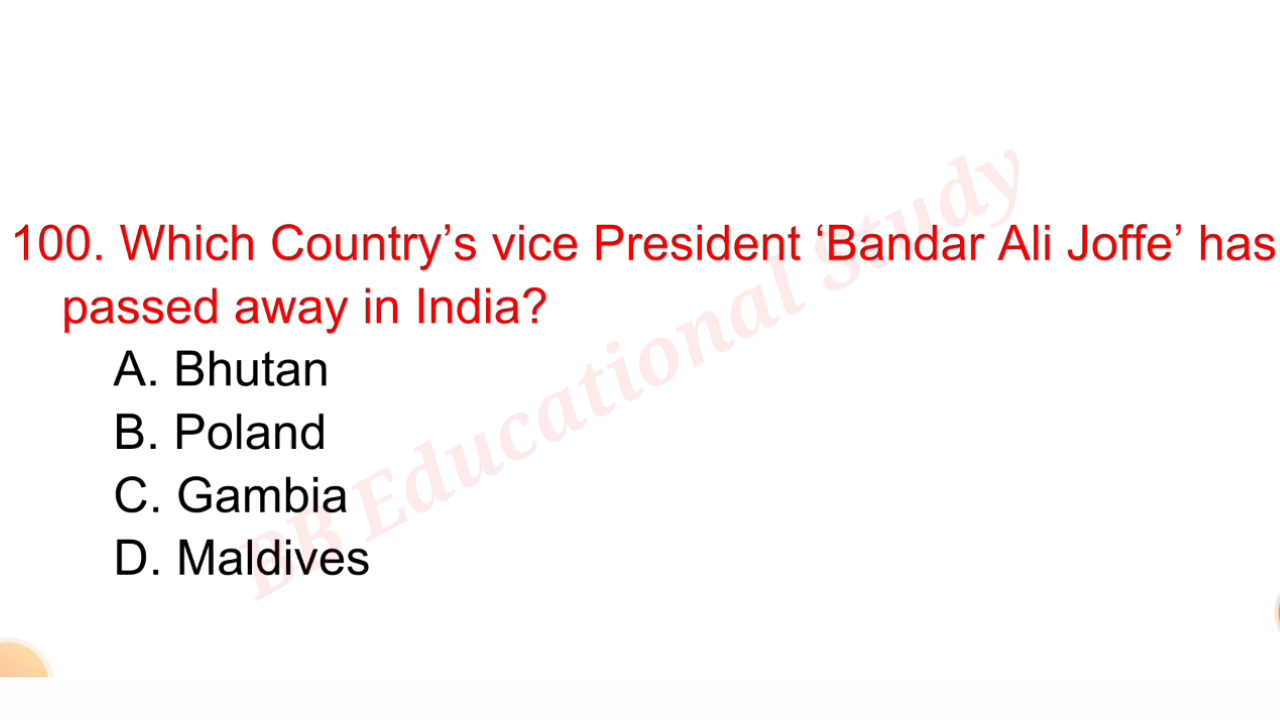 100. Which Country’s vice President ‘Bandar Ali Joffe’ has
passed away in India?
A. Bhutan
B. Poland
C. Gambia
D. Maldives
BB Educational Study